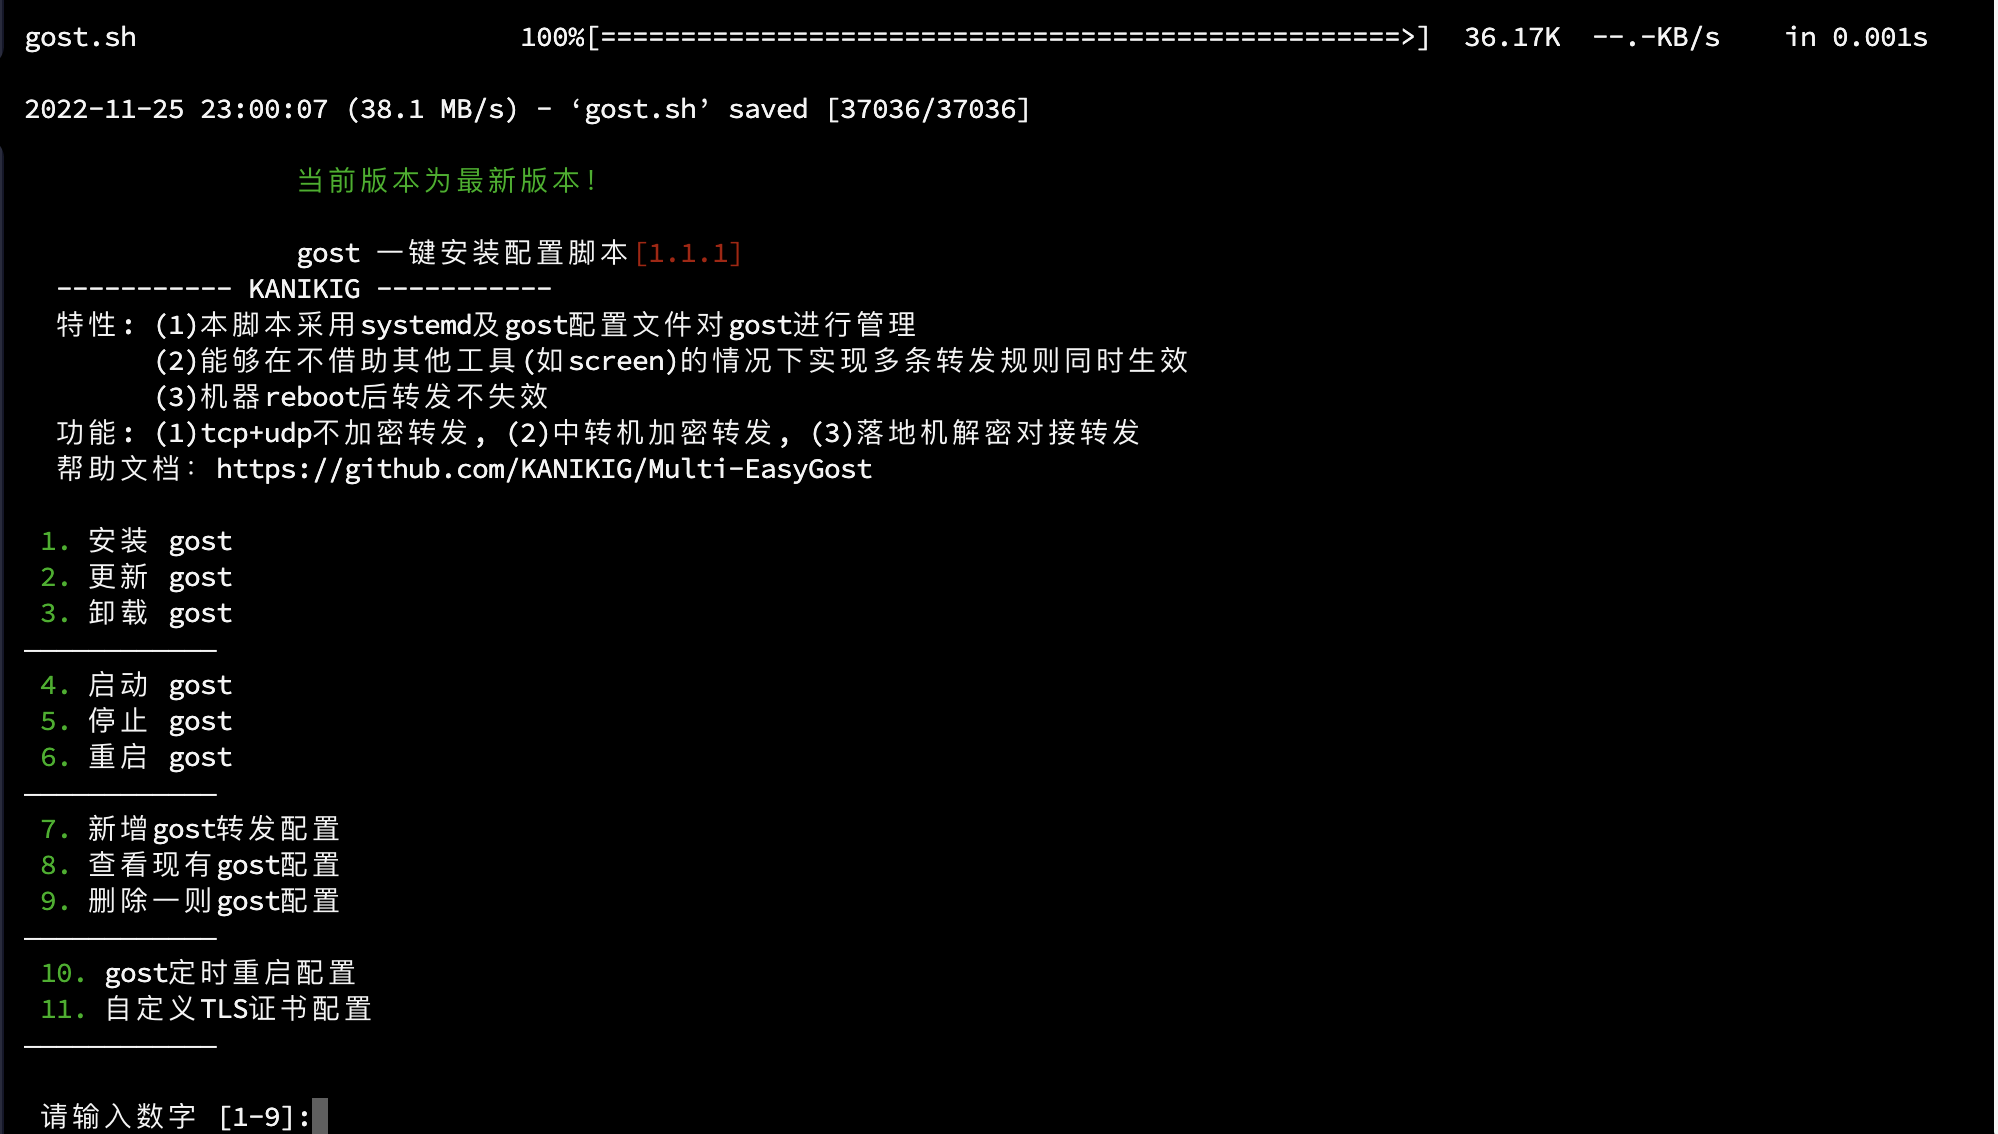 gost.sh 100%[==================================================>] 36.17K --.-KB/s in 0.001s
2022-11-25 23:00:07 (38.1 MB/s) - ‘gost.sh’ saved [37036/37036]
当前版本为最新版本！
gost 一键安装配置脚本[1.1.1]
----------- KANIKIG -----------
特性: (1)本脚本采用systemd及gost配置文件对gost进行管理
(2)能够在不借助其他工具(如screen)的情况下实现多条转发规则同时生效
(3)机器reboot后转发不失效
功能: (1)tcp+udp不加密转发, (2)中转机加密转发, (3)落地机解密对接转发
帮助文档: https://github.com/KANIKIG/Multi-EasyGost
1. 安装 gost
2. 更新 gost
3. 卸载 gost
————————————
4. 启动 gost
5. 停止 gost
6. 重启 gost
————————————
7. 新增gost转发配置
8. 查看现有gost配置
9. 删除一则gost配置
————————————
10. gost定时重启配置
11. 自定义TLS证书配置
————————————
请输入数字 [1-9]: